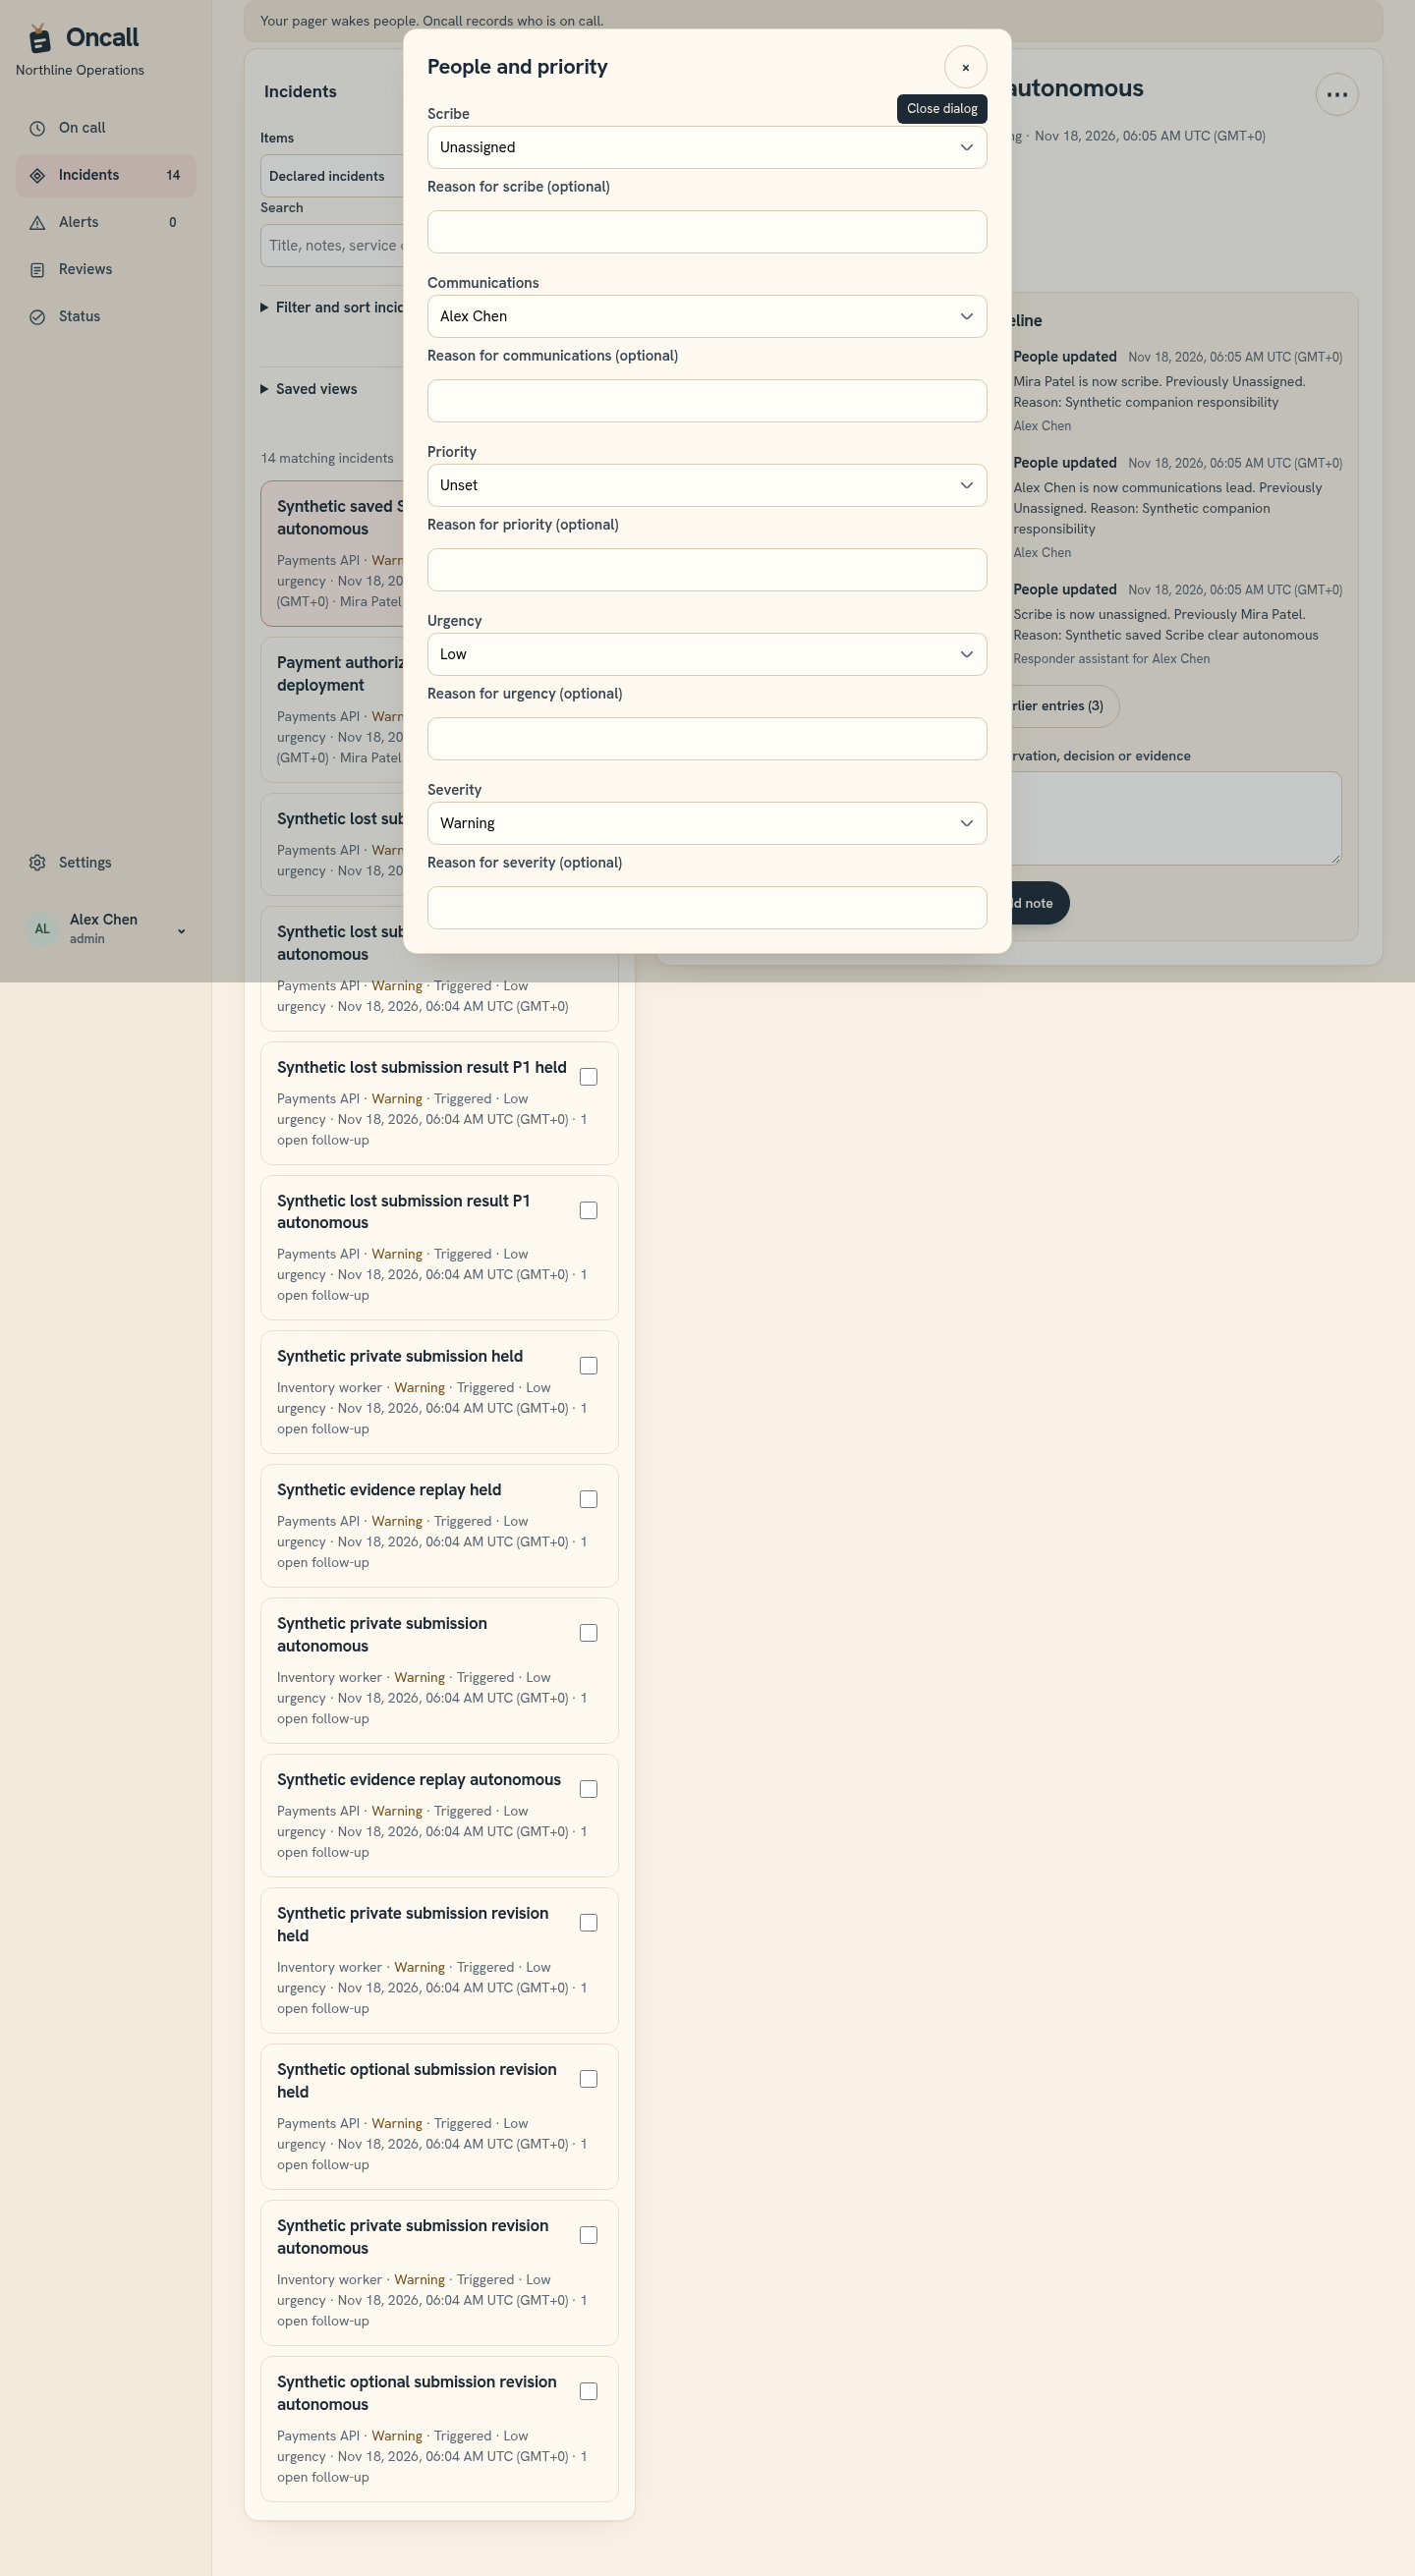 Oncall
Northline Operations
On call
Incidents 14
Alerts 0
Reviews
Status
Settings
AL
Alex Chen
admin
Your pager wakes people. Oncall records who is on call.
Incidents
Items
Declared incidents
Search
Title, notes, service
Filter and sort
Saved views
14 matching incidents
Synthetic saved
autonomous
Payments API ·
urgency · Nov 18,
(GMT+0) · Mira Patel
Payment
deployment
Payments API ·
urgency · Nov 18,
(GMT+0) · Mira Patel
Synthetic lost
Payments API ·
urgency · Nov 18,
Synthetic lost
autonomous
Payments API · Warning · Triggered · Low
urgency · Nov 18, 2026, 06:04 AM UTC (GMT+0)
Synthetic lost submission result P1 held
Payments API · Warning · Triggered · Low
urgency · Nov 18, 2026, 06:04 AM UTC (GMT+0) · 1
open follow-up
Synthetic lost submission result P1
autonomous
Payments API · Warning · Triggered · Low
urgency · Nov 18, 2026, 06:04 AM UTC (GMT+0) · 1
open follow-up
Synthetic private submission held
Inventory worker · Warning · Triggered · Low
urgency · Nov 18, 2026, 06:04 AM UTC (GMT+0) · 1
open follow-up
Synthetic evidence replay held
Payments API · Warning · Triggered · Low
urgency · Nov 18, 2026, 06:04 AM UTC (GMT+0) · 1
open follow-up
Synthetic private submission
autonomous
Inventory worker · Warning · Triggered · Low
urgency · Nov 18, 2026, 06:04 AM UTC (GMT+0) · 1
open follow-up
Synthetic evidence replay autonomous
Payments API · Warning · Triggered · Low
urgency · Nov 18, 2026, 06:04 AM UTC (GMT+0) · 1
open follow-up
Synthetic private submission revision
held
Inventory worker · Warning · Triggered · Low
urgency · Nov 18, 2026, 06:04 AM UTC (GMT+0) · 1
open follow-up
Synthetic optional submission revision
held
Payments API · Warning · Triggered · Low
urgency · Nov 18, 2026, 06:04 AM UTC (GMT+0) · 1
open follow-up
Synthetic private submission revision
autonomous
Inventory worker · Warning · Triggered · Low
urgency · Nov 18, 2026, 06:04 AM UTC (GMT+0) · 1
open follow-up
Synthetic optional submission revision
autonomous
Payments API · Warning · Triggered · Low
urgency · Nov 18, 2026, 06:04 AM UTC (GMT+0) · 1
open follow-up
People and priority
×
Close dialog
Scribe
Unassigned
Reason for scribe (optional)
Communications
Alex Chen
Reason for communications (optional)
Priority
Unset
Reason for priority (optional)
Urgency
Low
Reason for urgency (optional)
Severity
Warning
Reason for severity (optional)
autonomous
· Nov 18, 2026, 06:05 AM UTC (GMT+0)
People updated Nov 18, 2026, 06:05 AM UTC (GMT+0)
Mira Patel is now scribe. Previously Unassigned.
Reason: Synthetic companion responsibility
Alex Chen
People updated Nov 18, 2026, 06:05 AM UTC (GMT+0)
Alex Chen is now communications lead. Previously
Unassigned. Reason: Synthetic companion
responsibility
Alex Chen
People updated Nov 18, 2026, 06:05 AM UTC (GMT+0)
Scribe is now unassigned. Previously Mira Patel.
Reason: Synthetic saved Scribe clear autonomous
Responder assistant for Alex Chen
entries (3)
decision or evidence
note